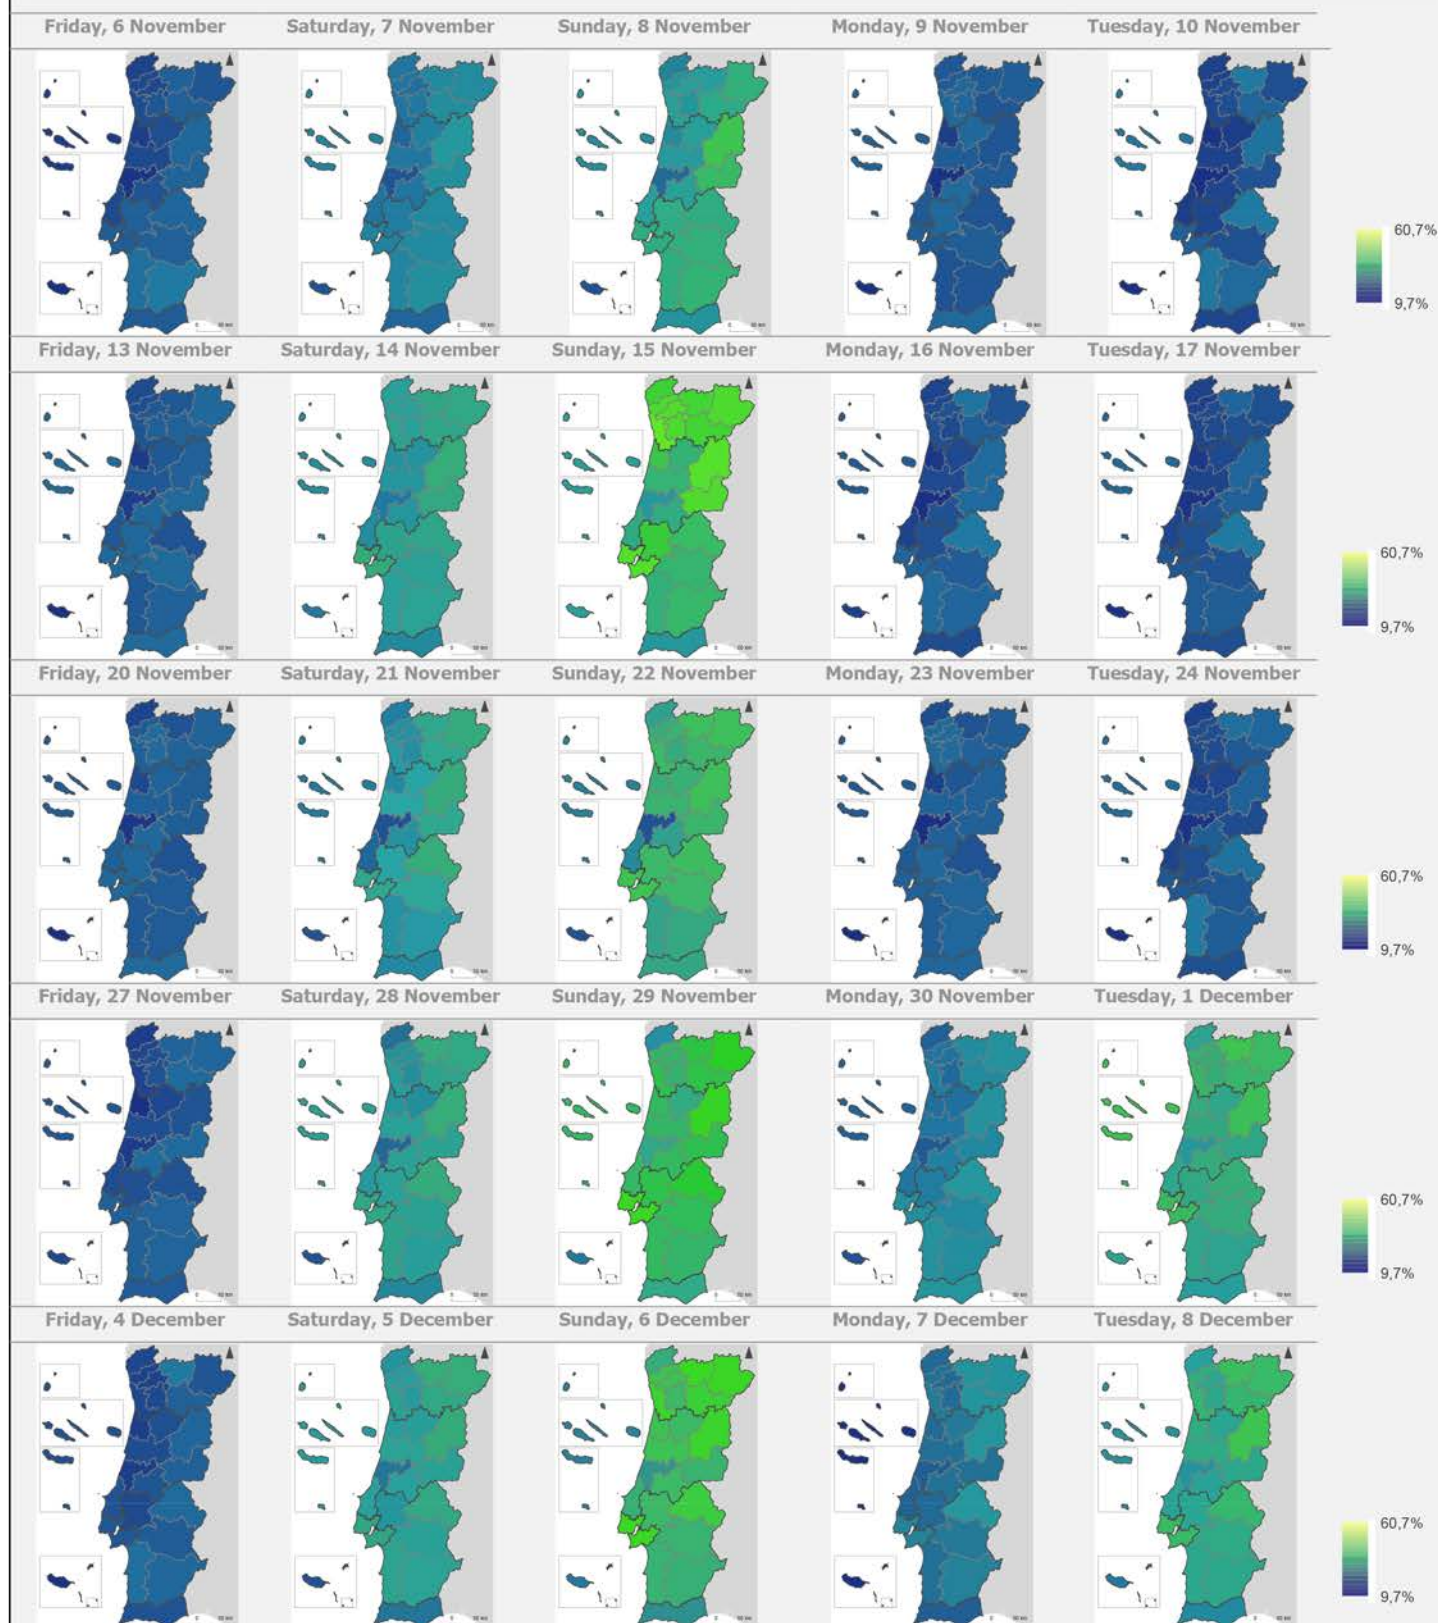 Friday, 6 November Saturday, 7 November Sunday, 8 November Monday, 9 November Tuesday, 10 November
60,7%
9,7%
Friday, 13 November Saturday, 14 November Sunday, 15 November Monday, 16 November Tuesday, 17 November
60,7%
9,7%
Friday, 20 November Saturday, 21 November Sunday, 22 November Monday, 23 November Tuesday, 24 November
60,7%
9,7%
Friday, 27 November Saturday, 28 November Sunday, 29 November Monday, 30 November Tuesday, 1 December
60,7%
9,7%
Friday, 4 December Saturday, 5 December Sunday, 6 December Monday, 7 December Tuesday, 8 December
60,7%
9,7%